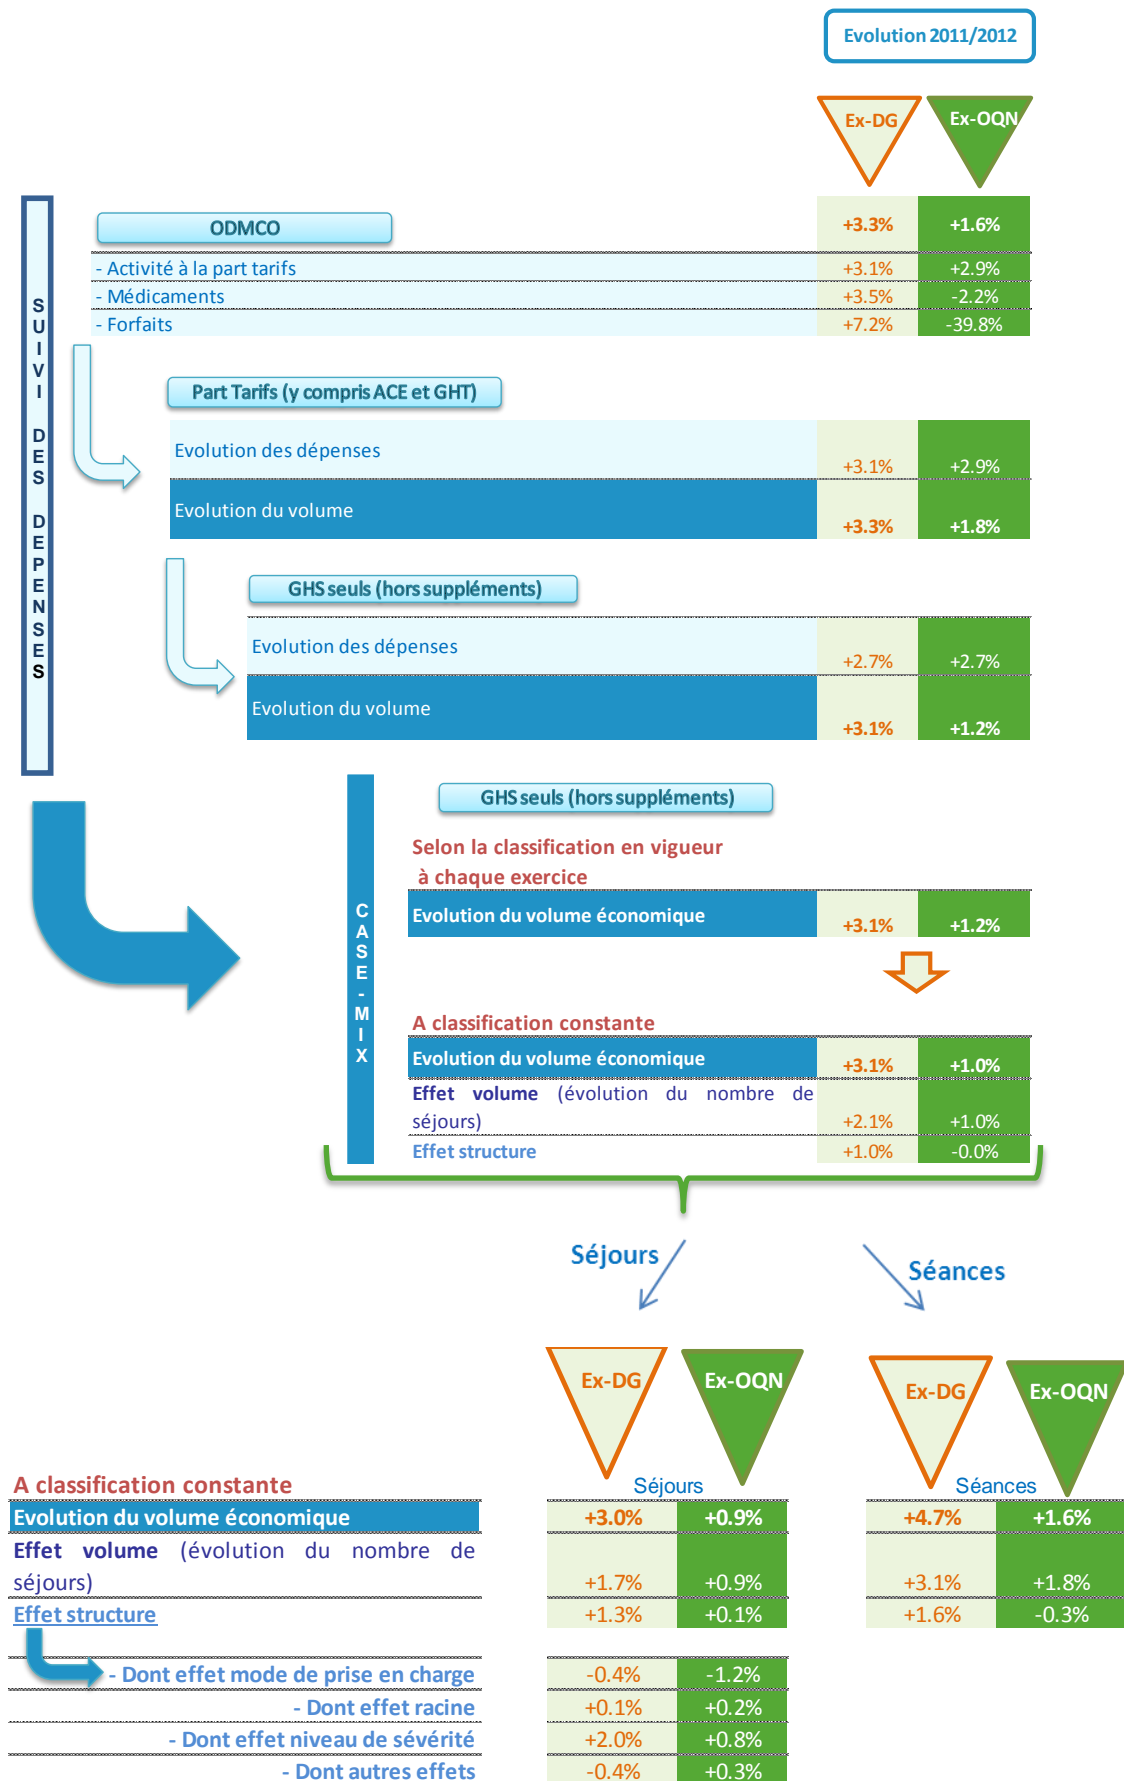 Evolution 2011/2012
Ex-DG Ex-OQN
SUIVI DES DEPENSES
ODMCO +3.3% +1.6%
- Activité à la part tarifs +3.1% +2.9%
- Médicaments +3.5% -2.2%
- Forfaits +7.2% -39.8%
Part Tarifs (y compris ACE et GHT)
Evolution des dépenses +3.1% +2.9%
Evolution du volume +3.3% +1.8%
GHS seuls (hors suppléments)
Evolution des dépenses +2.7% +2.7%
Evolution du volume +3.1% +1.2%
CASE-MIX
GHS seuls (hors suppléments)
Selon la classification en vigueur
à chaque exercice
Evolution du volume économique +3.1% +1.2%
A classification constante
Evolution du volume économique +3.1% +1.0%
Effet volume (évolution du nombre de
séjours) +2.1% +1.0%
Effet structure +1.0% -0.0%
Séjours
Séances
Ex-DG Ex-OQN Ex-DG Ex-OQN
A classification constante Séjours Séances
Evolution du volume économique +3.0% +0.9% +4.7% +1.6%
Effet volume (évolution du nombre de
séjours) +1.7% +0.9% +3.1% +1.8%
Effet structure +1.3% +0.1% +1.6% -0.3%
- Dont effet mode de prise en charge -0.4% -1.2%
- Dont effet racine +0.1% +0.2%
- Dont effet niveau de sévérité +2.0% +0.8%
- Dont autres effets -0.4% +0.3%